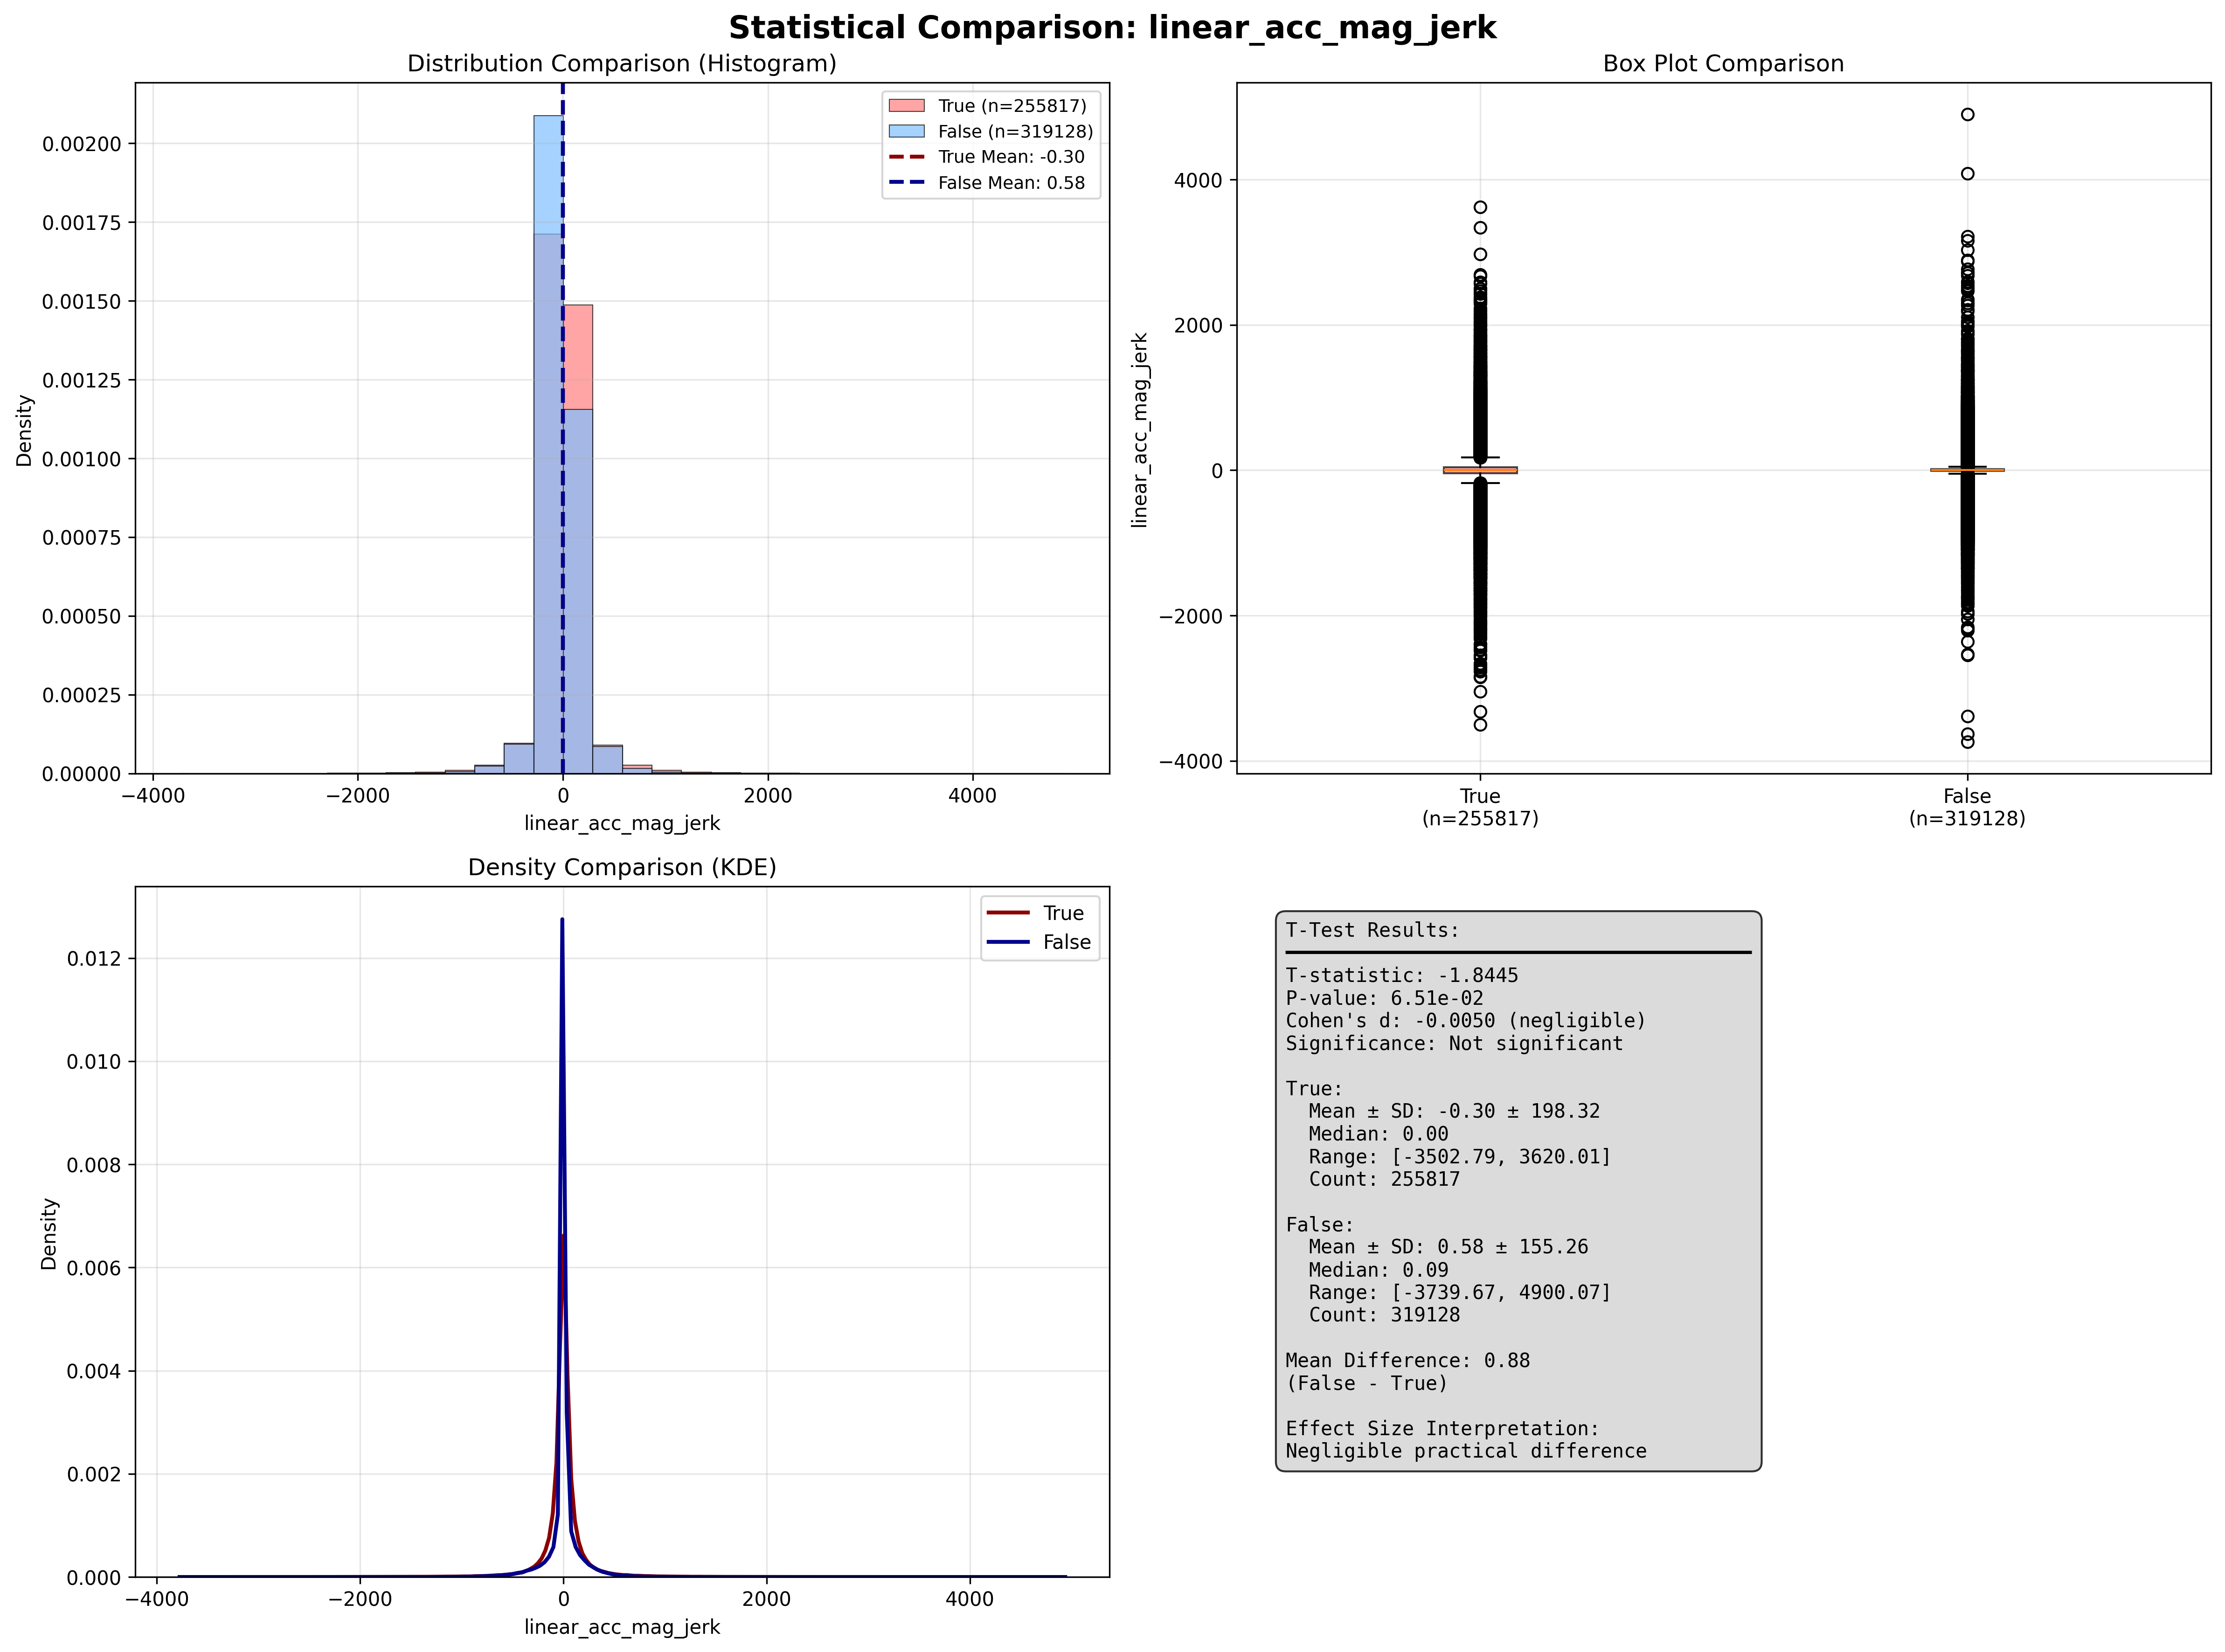 Statistical Comparison: linear_acc_mag_jerk
Distribution Comparison (Histogram)
Density
0.00200
0.00175
0.00150
0.00125
0.00100
0.00075
0.00050
0.00025
0.00000
−4000
−2000
0
2000
4000
linear_acc_mag_jerk
True (n=255817)
False (n=319128)
True Mean: -0.30
False Mean: 0.58
Box Plot Comparison
linear_acc_mag_jerk
4000
2000
0
−2000
−4000
True
(n=255817)
False
(n=319128)
Density Comparison (KDE)
Density
0.012
0.010
0.008
0.006
0.004
0.002
0.000
−4000
−2000
0
2000
4000
linear_acc_mag_jerk
True
False
T-Test Results:
T-statistic: -1.8445
P-value: 6.51e-02
Cohen's d: -0.0050 (negligible)
Significance: Not significant
True:
Mean ± SD: -0.30 ± 198.32
Median: 0.00
Range: [-3502.79, 3620.01]
Count: 255817
False:
Mean ± SD: 0.58 ± 155.26
Median: 0.09
Range: [-3739.67, 4900.07]
Count: 319128
Mean Difference: 0.88
(False - True)
Effect Size Interpretation:
Negligible practical difference